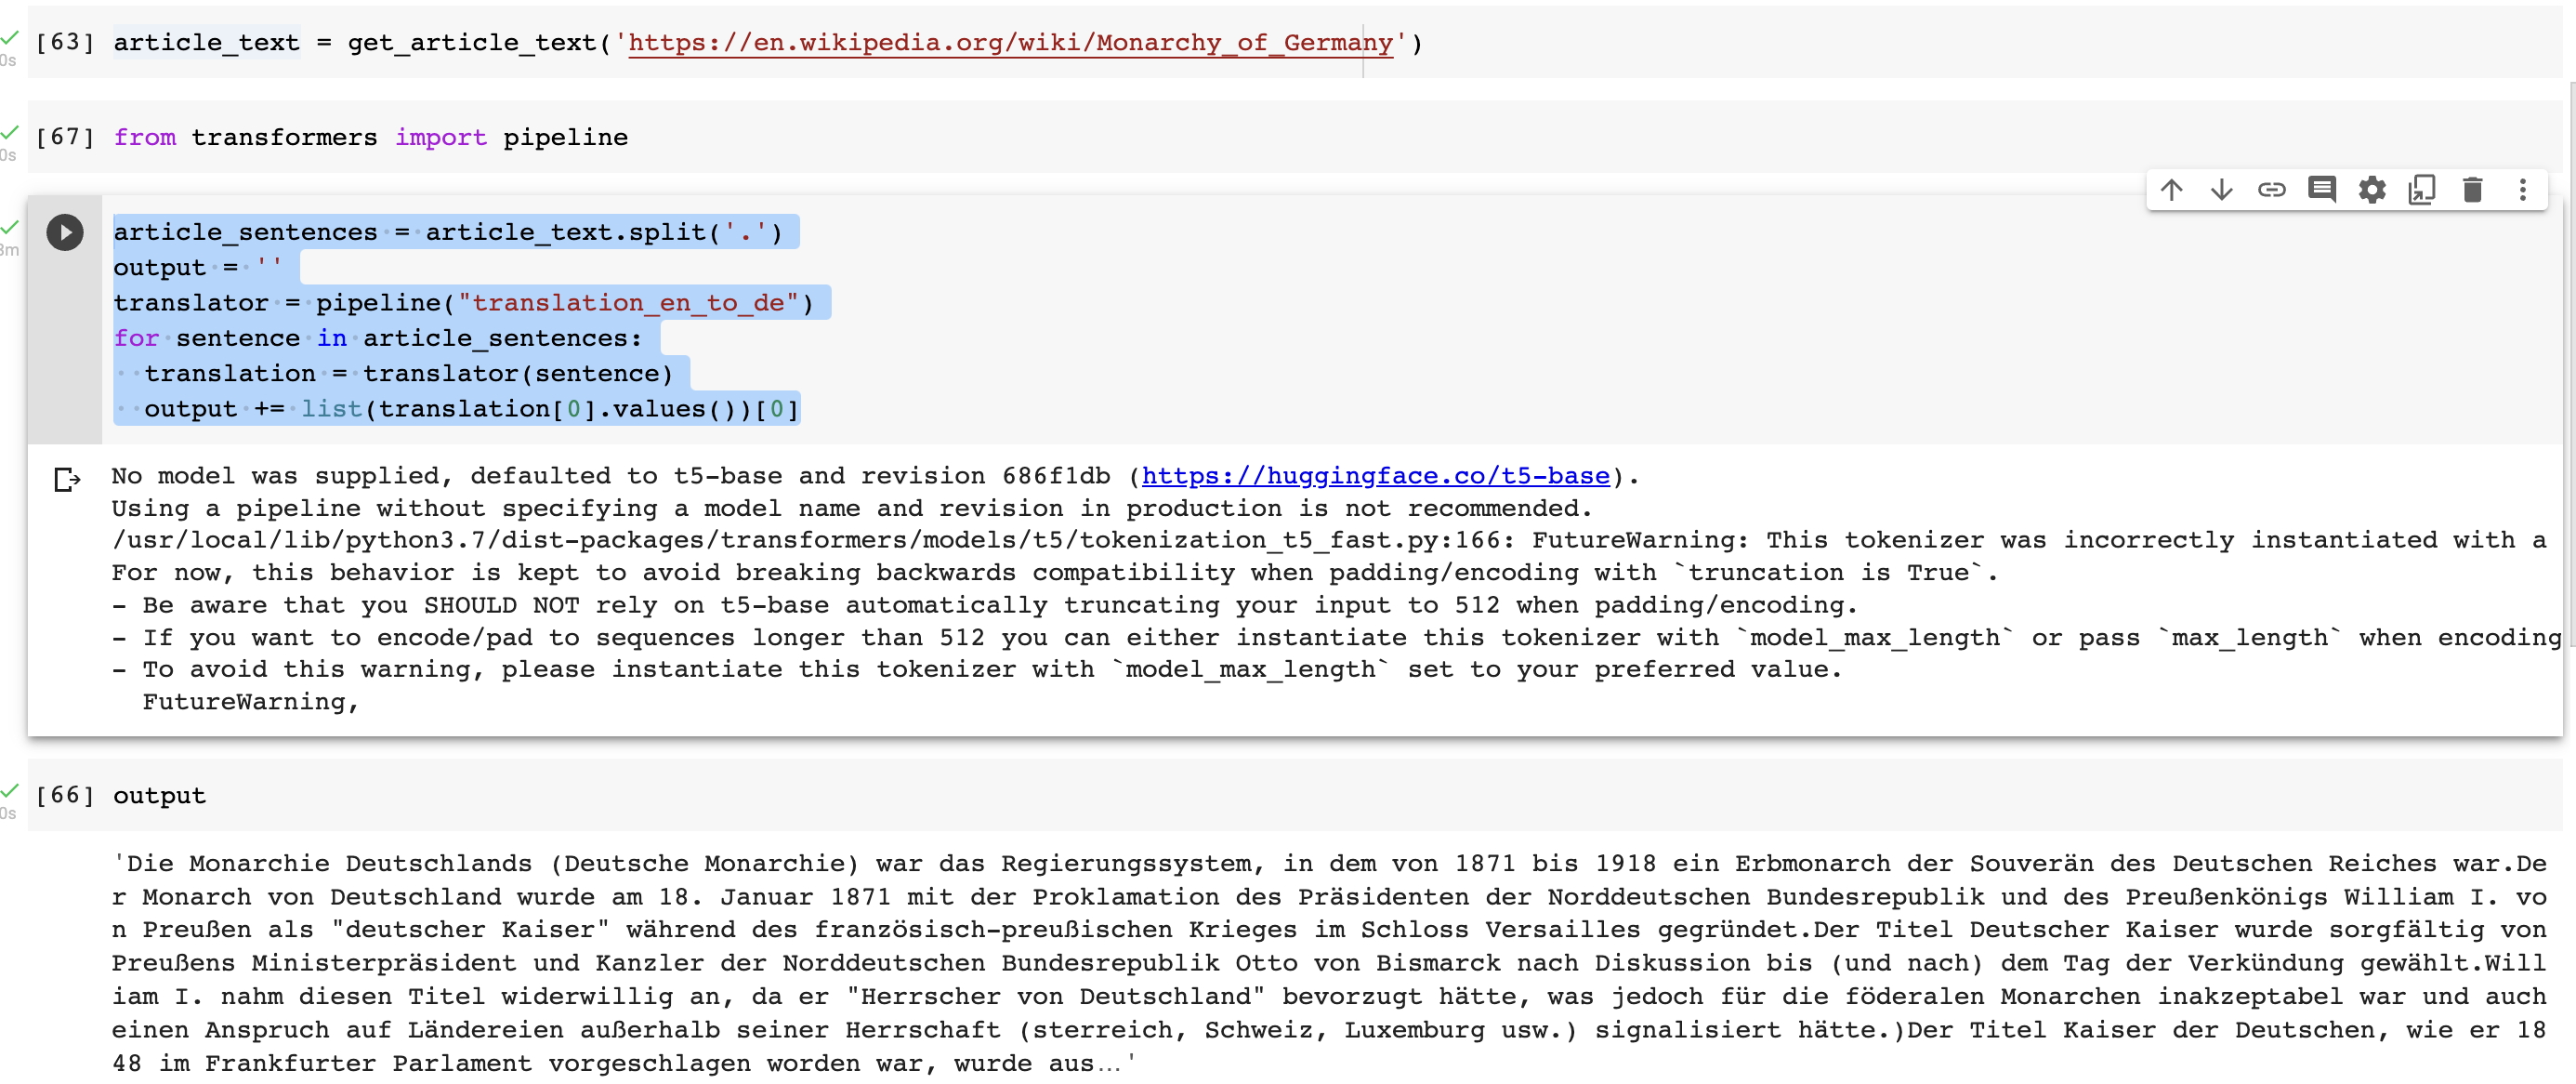 [63] article_text = get_article_text('https://en.wikipedia.org/wiki/Monarchy_of_Germany')
0s
[67] from transformers import pipeline
0s
article_sentences = article_text.split('.')
3m
output = ''
translator = pipeline("translation_en_to_de")
for sentence in article_sentences:
translation = translator(sentence)
output += list(translation[0].values())[0]
No model was supplied, defaulted to t5-base and revision 686f1db (https://huggingface.co/t5-base).
Using a pipeline without specifying a model name and revision in production is not recommended.
/usr/local/lib/python3.7/dist-packages/transformers/models/t5/tokenization_t5_fast.py:166: FutureWarning: This tokenizer was incorrectly instantiated with a
For now, this behavior is kept to avoid breaking backwards compatibility when padding/encoding with `truncation is True`.
- Be aware that you SHOULD NOT rely on t5-base automatically truncating your input to 512 when padding/encoding.
- If you want to encode/pad to sequences longer than 512 you can either instantiate this tokenizer with `model_max_length` or pass `max_length` when encoding
- To avoid this warning, please instantiate this tokenizer with `model_max_length` set to your preferred value.
FutureWarning,
[66] output
0s
'Die Monarchie Deutschlands (Deutsche Monarchie) war das Regierungssystem, in dem von 1871 bis 1918 ein Erbmonarch der Souverän des Deutschen Reiches war.De
r Monarch von Deutschland wurde am 18. Januar 1871 mit der Proklamation des Präsidenten der Norddeutschen Bundesrepublik und des Preußenkönigs William I. vo
n Preußen als "deutscher Kaiser" während des französisch-preußischen Krieges im Schloss Versailles gegründet.Der Titel Deutscher Kaiser wurde sorgfältig von
Preußens Ministerpräsident und Kanzler der Norddeutschen Bundesrepublik Otto von Bismarck nach Diskussion bis (und nach) dem Tag der Verkündung gewählt.Will
iam I. nahm diesen Titel widerwillig an, da er "Herrscher von Deutschland" bevorzugt hätte, was jedoch für die föderalen Monarchen inakzeptabel war und auch
einen Anspruch auf Ländereien außerhalb seiner Herrschaft (sterreich, Schweiz, Luxemburg usw.) signalisiert hätte.)Der Titel Kaiser der Deutschen, wie er 18
48 im Frankfurter Parlament vorgeschlagen worden war, wurde aus…'